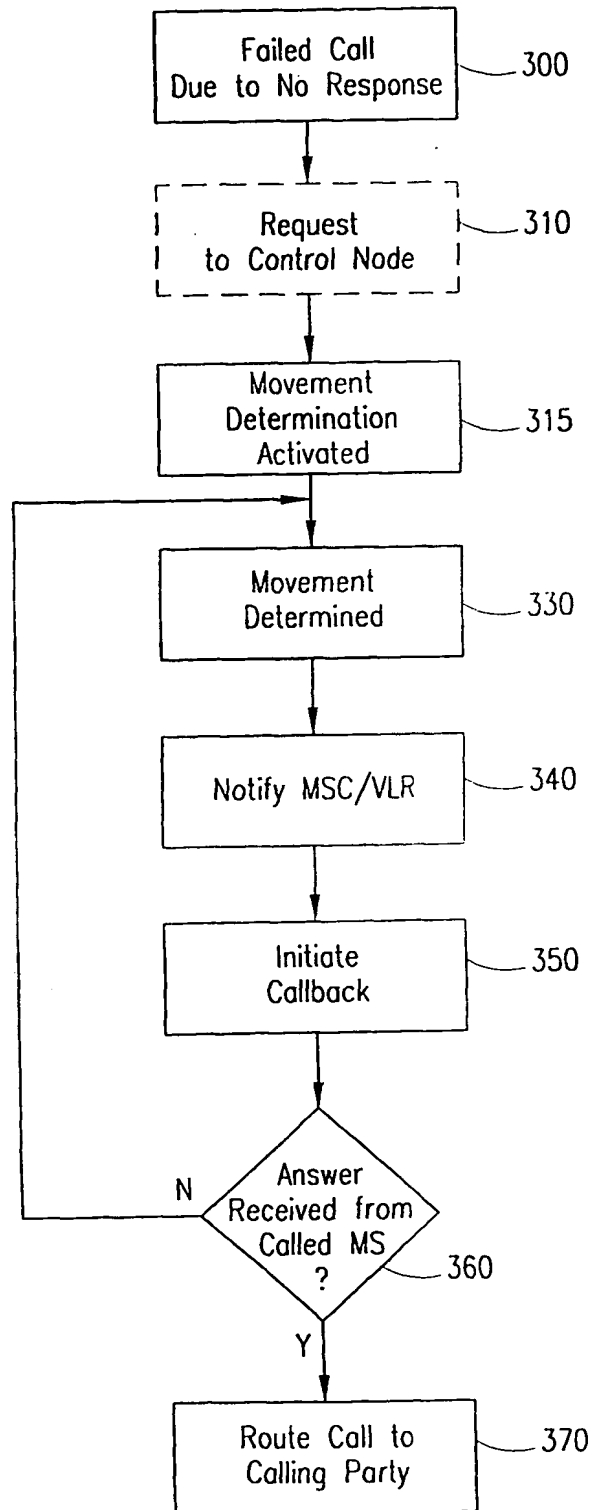 Failed Call
Due to No Response
300
Request
to Control Node
310
Movement
Determination
Activated
315
Movement
Determined
330
Notify MSC/VLR
340
Initiate
Callback
350
N
Answer
Received from
Called MS
?
360
Y
Route Call to
Calling Party
370